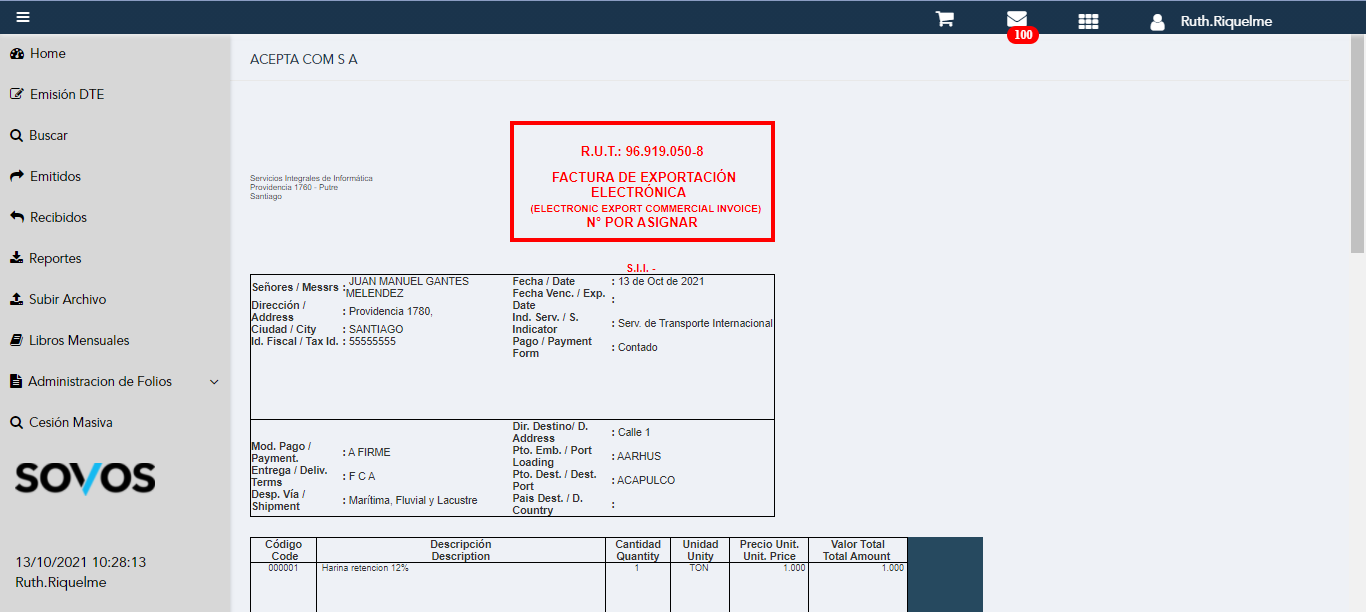 Ruth.Riquelme
100
Home
Emisión DTE
Buscar
Emitidos
Recibidos
Reportes
Subir Archivo
Libros Mensuales
Administracion de Folios
Cesión Masiva
SOVOS
13/10/2021 10:28:13
Ruth.Riquelme
ACEPTA COM S A
Servicios Integrales de Informática
Providencia 1760 - Putre
Santiago
R.U.T.: 96.919.050-8
FACTURA DE EXPORTACIÓN
ELECTRÓNICA
(ELECTRONIC EXPORT COMMERCIAL INVOICE)
N° POR ASIGNAR
S.I.I. -
Señores / Messrs : JUAN MANUEL GANTES
MELENDEZ
Dirección /
Address : Providencia 1780,
Ciudad / City : SANTIAGO
Id. Fiscal / Tax Id. : 55555555
Fecha / Date : 13 de Oct de 2021
Fecha Venc. / Exp.
Date :
Ind. Serv. / S.
Indicator : Serv. de Transporte Internacional
Pago / Payment
Form : Contado
Mod. Pago /
Payment. : A FIRME
Entrega / Deliv.
Terms : F C A
Desp. Vía /
Shipment : Marítima, Fluvial y Lacustre
Dir. Destino/ D.
Address : Calle 1
Pto. Emb. / Port
Loading : AARHUS
Pto. Dest. / Dest.
Port : ACAPULCO
Pais Dest. / D.
Country :
Código Descripción Cantidad Unidad Precio Unit. Valor Total
Code Description Quantity Unity Unit. Price Total Amount
000001 Harina retencion 12% 1 TON 1.000 1.000